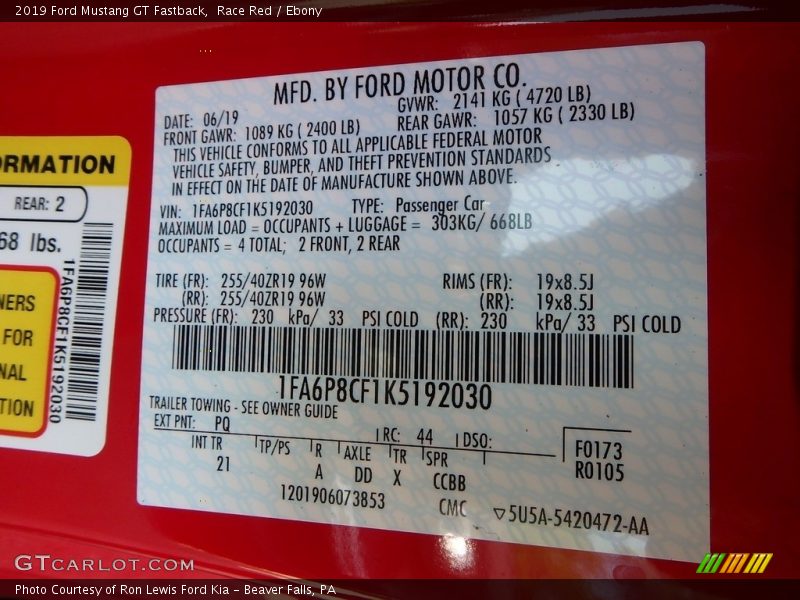 2019 Ford Mustang GT Fastback,  Race Red / Ebony
MFD. BY FORD MOTOR CO.
DATE: 06/19
GVWR: 2141 KG ( 4720 LB)
FRONT GAWR: 1089 KG ( 2400 LB)
REAR GAWR: 1057 KG ( 2330 LB)
THIS VEHICLE CONFORMS TO ALL APPLICABLE FEDERAL MOTOR
VEHICLE SAFETY, BUMPER, AND THEFT PREVENTION STANDARDS
IN EFFECT ON THE DATE OF MANUFACTURE SHOWN ABOVE.
VIN: 1FA6P8CF1K5192030 TYPE: Passenger Car
MAXIMUM LOAD = OCCUPANTS + LUGGAGE = 303KG/ 668LB
OCCUPANTS = 4 TOTAL; 2 FRONT, 2 REAR
TIRE (FR): 255/40ZR19 96W RIMS (FR): 19x8.5J
(RR): 255/40ZR19 96W (RR): 19x8.5J
PRESSURE (FR): 230 kPa/ 33 PSI COLD (RR): 230 kPa/ 33 PSI COLD
1FA6P8CF1K5192030
TRAILER TOWING - SEE OWNER GUIDE
EXT PNT: PQ RC: 44 DSO:
INT TR TP/PS R AXLE TR SPR
21 A DD X CCBB
F0173
R0105
1201906073853 CMC ▽5U5A-5420472-AA
ORMATION
REAR: 2
68 lbs.
NERS
FOR
NAL
TION
1FA6P8CF1K5192030
GTCARLOT.COM
Photo Courtesy of Ron Lewis Ford Kia - Beaver Falls, PA